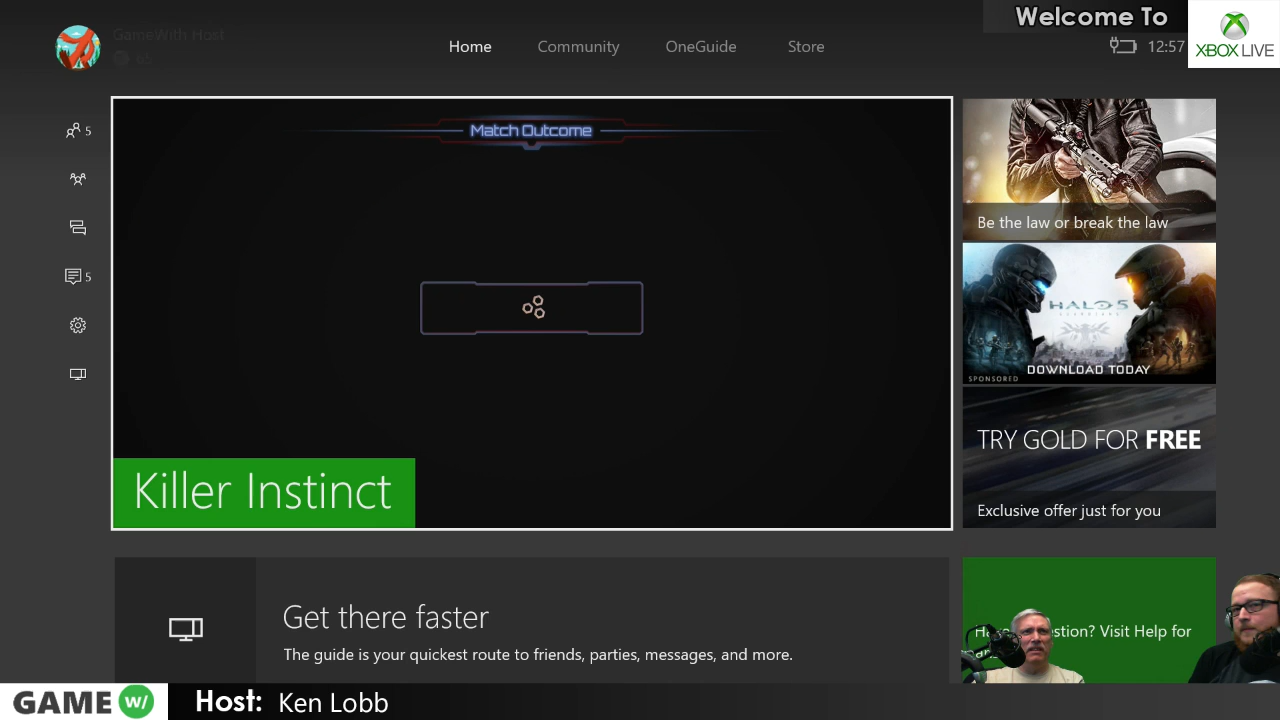 Welcome To
GameWith Host
Home
Community
OneGuide
Store
12:57
XBOX LIVE
5
5
Match Outcome
Killer Instinct
Be the law or break the law
HALO 5
GUARDIANS
DOWNLOAD TODAY
SPONSORED
TRY GOLD FOR FREE
Exclusive offer just for you
Get there faster
The guide is your quickest route to friends, parties, messages, and more.
Visit Help for
GAME W/
Host: Ken Lobb